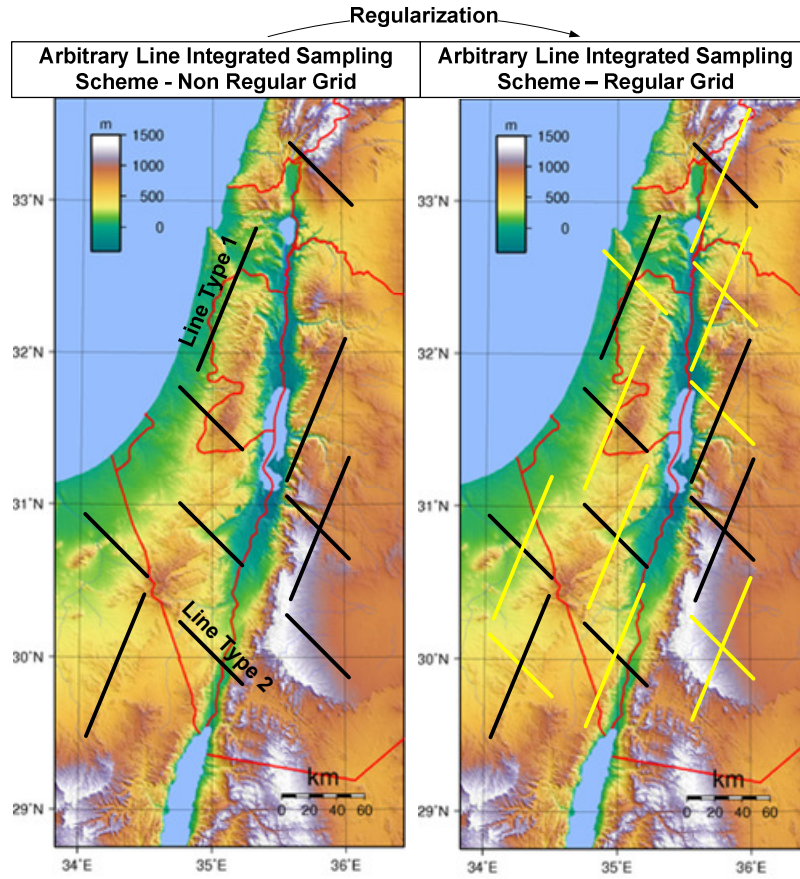 Regularization
Arbitrary Line Integrated Sampling
Scheme - Non Regular Grid
Arbitrary Line Integrated Sampling
Scheme – Regular Grid
m
1500
1000
500
0
33°N
32°N
31°N
30°N
29°N
34°E
35°E
36°E
Line Type 1
Line Type 2
km
0 20 40 60
m
1500
1000
500
0
33°N
32°N
31°N
30°N
29°N
34°E
35°E
36°E
km
0 20 40 60